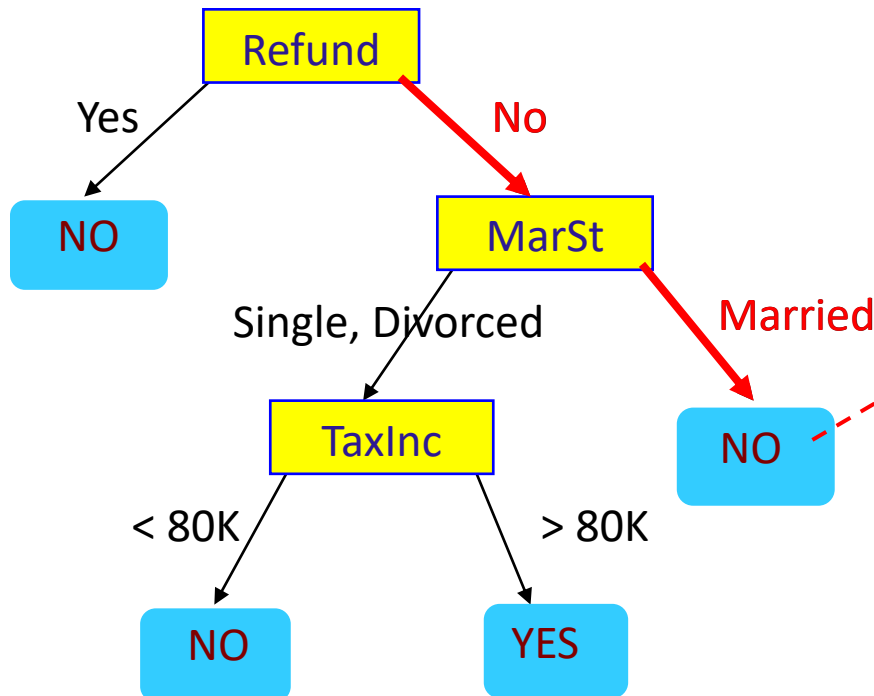 Refund
Yes
No
NO
MarSt
Single, Divorced
Married
TaxInc
NO
< 80K
> 80K
NO
YES